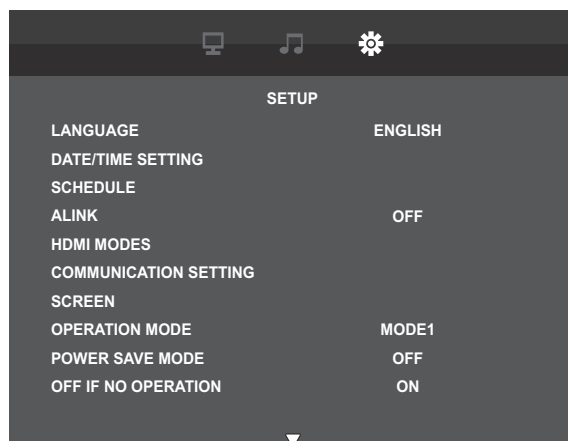 SETUP
LANGUAGE ENGLISH
DATE/TIME SETTING
SCHEDULE
ALINK OFF
HDMI MODES
COMMUNICATION SETTING
SCREEN
OPERATION MODE MODE1
POWER SAVE MODE OFF
OFF IF NO OPERATION ON